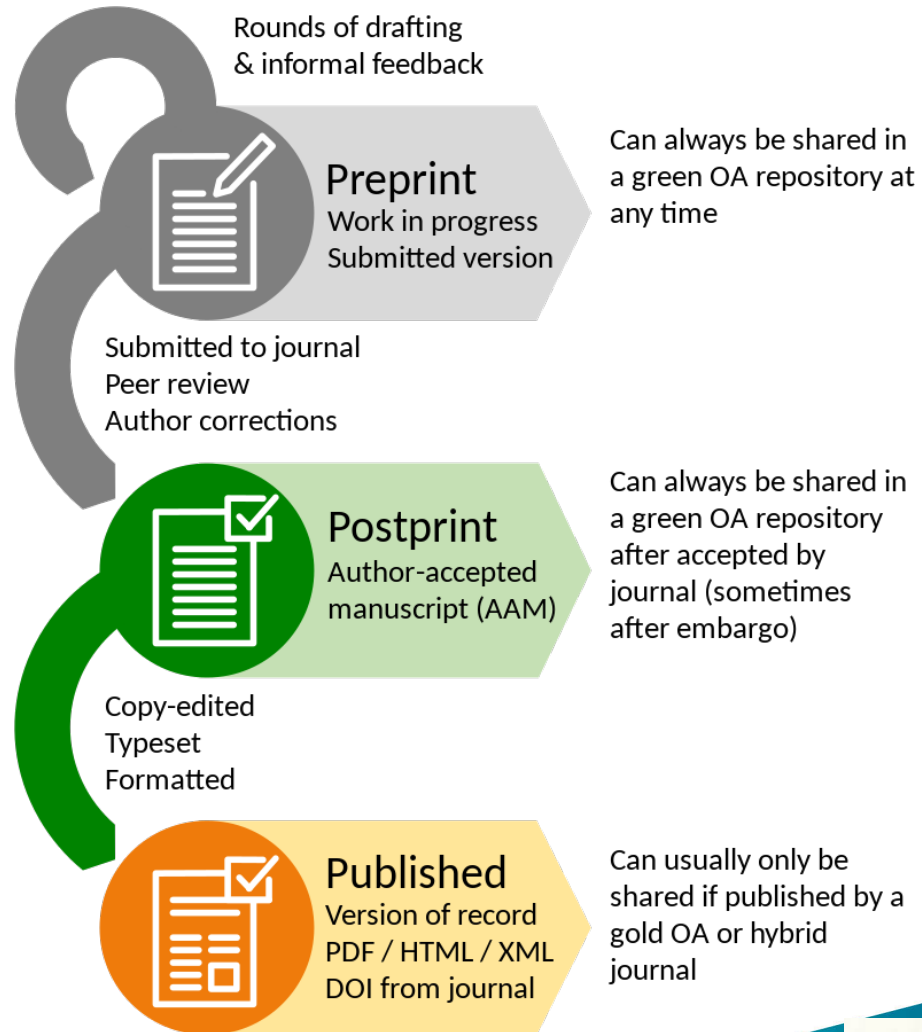 Rounds of drafting
& informal feedback
Preprint
Work in progress
Submitted version
Can always be shared in
a green OA repository at
any time
Submitted to journal
Peer review
Author corrections
Postprint
Author-accepted
manuscript (AAM)
Can always be shared in
a green OA repository
after accepted by
journal (sometimes
after embargo)
Copy-edited
Typeset
Formatted
Published
Version of record
PDF / HTML / XML
DOI from journal
Can usually only be
shared if published by a
gold OA or hybrid
journal